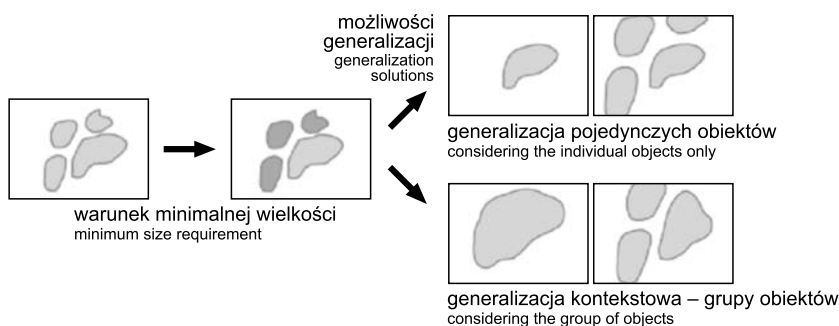 możliwości
generalizacji
generalization
solutions
generalizacja pojedynczych obiektów
considering the individual objects only
warunek minimalnej wielkości
minimum size requirement
generalizacja kontekstowa – grupy obiektów
considering the group of objects